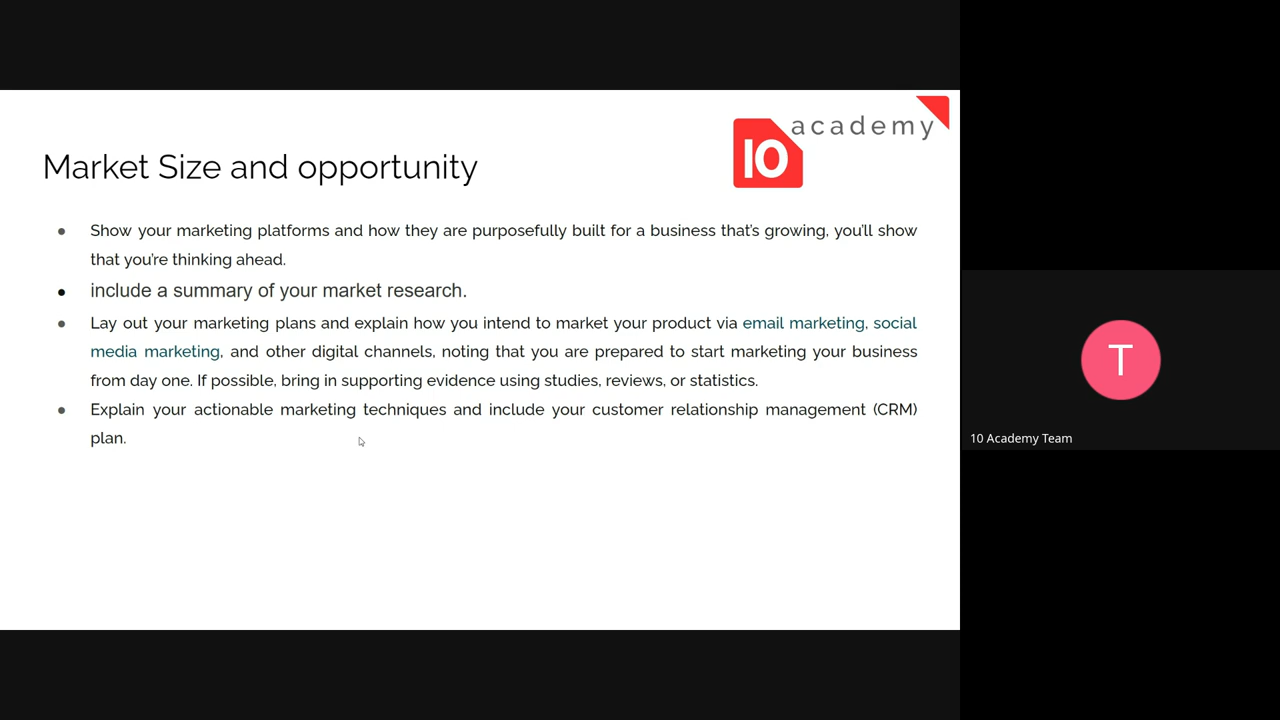 academy
10
Market Size and opportunity
● Show your marketing platforms and how they are purposefully built for a business that's growing, you'll show
that you're thinking ahead.
● include a summary of your market research.
● Lay out your marketing plans and explain how you intend to market your product via email marketing, social
media marketing, and other digital channels, noting that you are prepared to start marketing your business
from day one. If possible, bring in supporting evidence using studies, reviews, or statistics.
● Explain your actionable marketing techniques and include your customer relationship management (CRM)
plan.
T
10 Academy Team